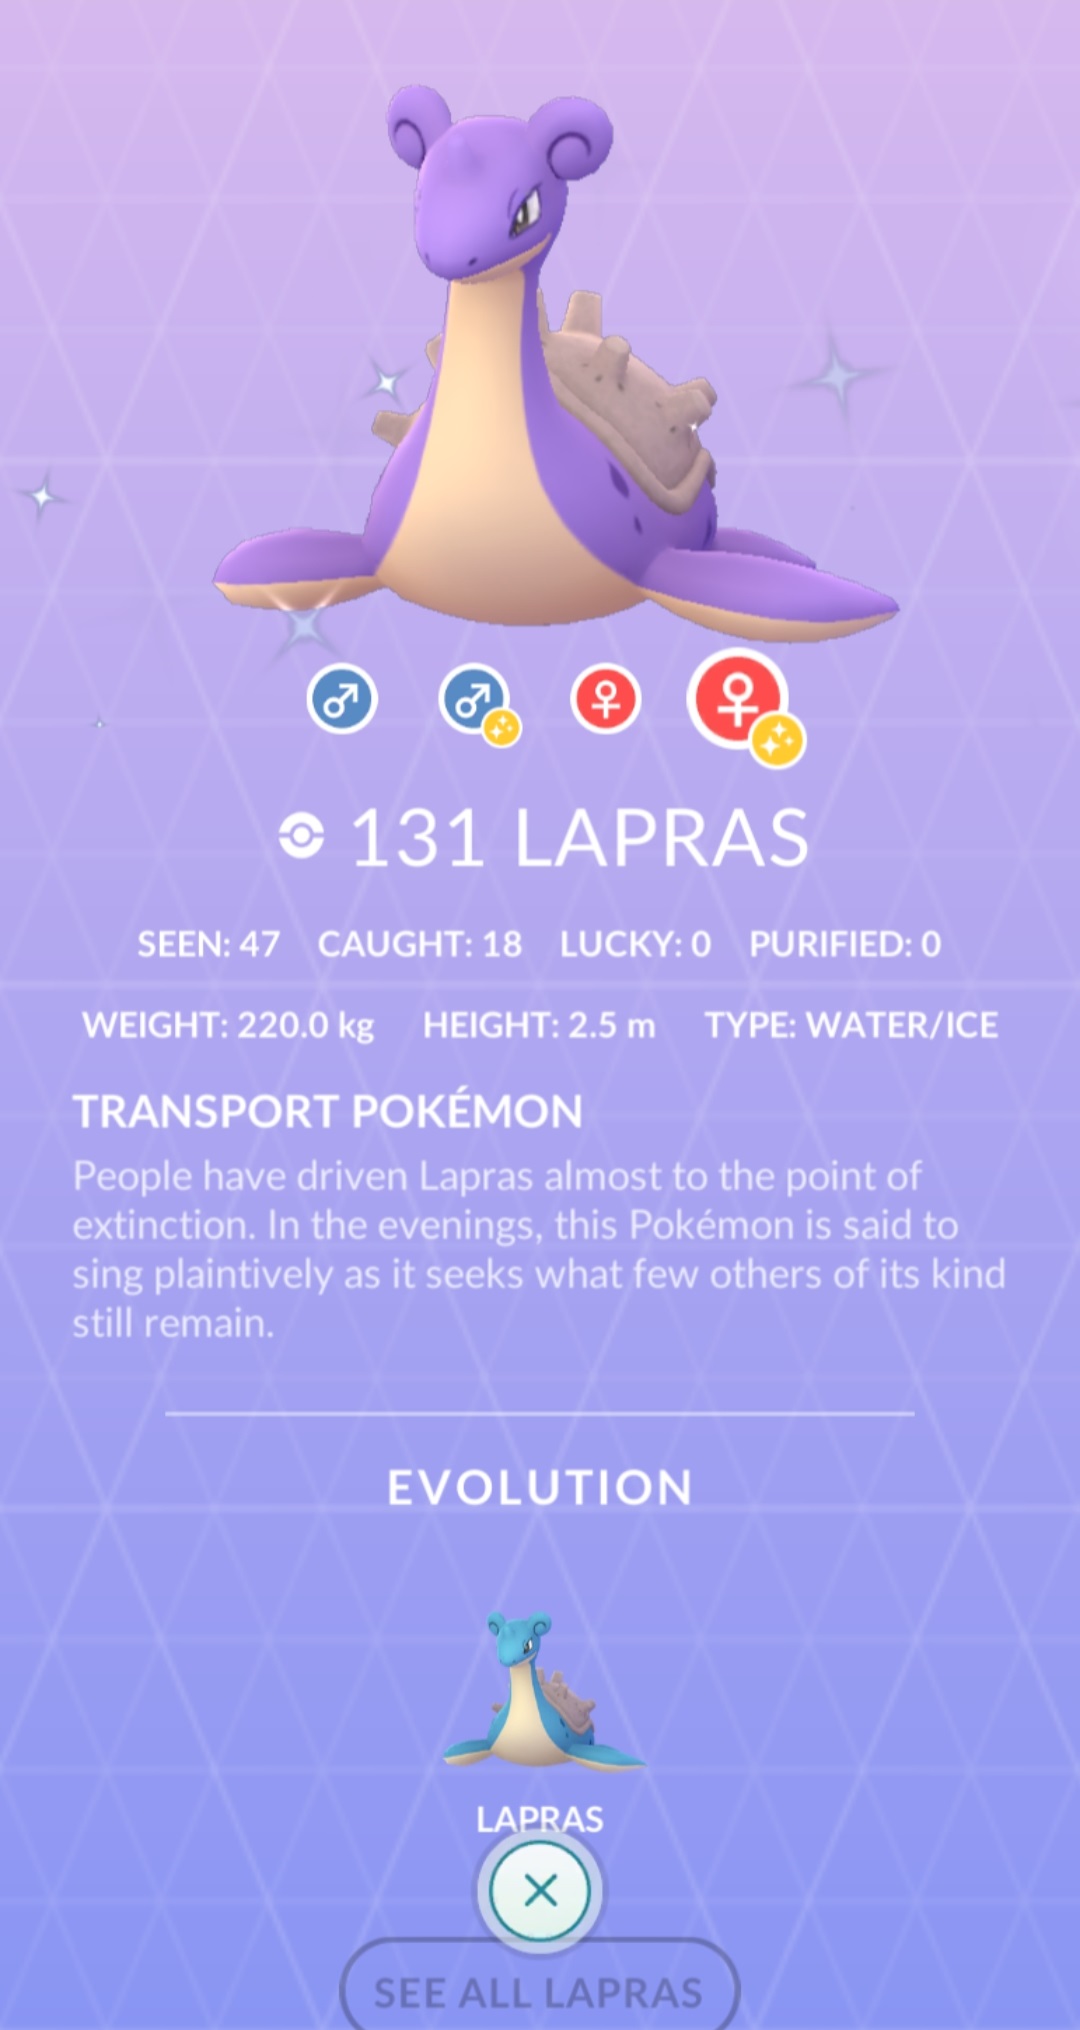 131 LAPRAS
SEEN: 47 CAUGHT: 18 LUCKY: 0 PURIFIED: 0
WEIGHT: 220.0 kg HEIGHT: 2.5 m TYPE: WATER/ICE
TRANSPORT POKÉMON
People have driven Lapras almost to the point of
extinction. In the evenings, this Pokémon is said to
sing plaintively as it seeks what few others of its kind
still remain.
EVOLUTION
LAPRAS
SEE ALL LAPRAS